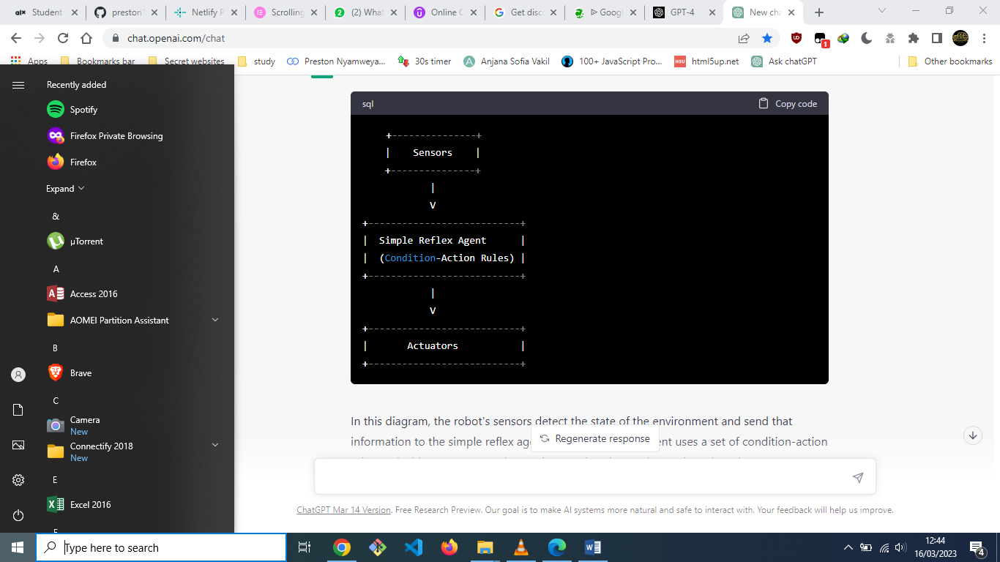 alx Student
preston1
Netlify P
Scrolling
(2) What
Online C
Get disc
Googl
GPT-4
New cha
chat.openai.com/chat
1
Apps
Bookmarks bar
Secret websites
study
Preston Nyamweya...
30s timer
Anjana Sofia Vakil
100+ JavaScript Pro...
HSU
html5up.net
Ask chatGPT
Other bookmarks
Recently added
Spotify
Firefox Private Browsing
Firefox
Expand
&
µTorrent
A
Access 2016
AOMEI Partition Assistant
B
Brave
C
Camera
New
Connectify 2018
New
E
Excel 2016
F
Type here to search
sql
Copy code
+---------------+
|    Sensors    |
+---------------+
|
V
+---------------------------+
|  Simple Reflex Agent      |
|  (Condition-Action Rules) |
+---------------------------+
|
V
+---------------------------+
|       Actuators           |
+---------------------------+
In this diagram, the robot's sensors detect the state of the environment and send that
information to the simple reflex age
nt uses a set of condition-action
Regenerate response
ChatGPT Mar 14 Version. Free Research Preview. Our goal is to make AI systems more natural and safe to interact with. Your feedback will help us improve.
12:44
16/03/2023
4